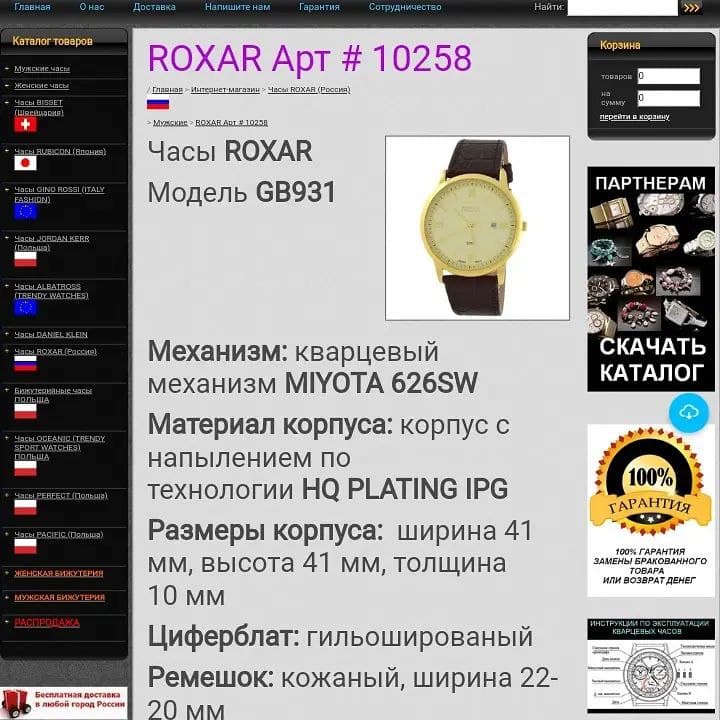 Главная О нас Доставка Напишите нам Гарантия Сотрудничество Найти:
Каталог товаров
Мужские часы
Женские часы
Часы BISSET
(Швейцария)
Часы RUBICON (Япония)
Часы GINO ROSSI (ITALY
FASHION)
Часы JORDAN KERR
(Польша)
Часы ALBATROSS
(TRENDY WATCHES)
Часы DANIEL KLEIN
Часы ROXAR (Россия)
Бижутерийные часы
ПОЛЬША
Часы OCEANIC (TRENDY
SPORT WATCHES)
ПОЛЬША
Часы PERFECT (Польша)
Часы PACIFIC (Польша)
ЖЕНСКАЯ БИЖУТЕРИЯ
МУЖСКАЯ БИЖУТЕРИЯ
РАСПРОДАЖА
Бесплатная доставка
в любой город России
ROXAR Арт # 10258
/ Главная > Интернет-магазин > Часы ROXAR (Россия)
> Мужские > ROXAR Арт # 10258
Часы ROXAR
Модель GB931
Механизм: кварцевый
механизм MIYOTA 626SW
Материал корпуса: корпус с
напылением по
технологии HQ PLATING IPG
Размеры корпуса: ширина 41
мм, высота 41 мм, толщина
10 мм
Циферблат: гильошированый
Ремешок: кожаный, ширина 22-
20 мм
Корзина
товаров 0
на
сумму 0
перейти в корзину
ПАРТНЕРАМ
СКАЧАТЬ
КАТАЛОГ
100%
ГАРАНТИЯ
100% ГАРАНТИЯ
ЗАМЕНЫ БРАКОВАННОГО
ТОВАРА
ИЛИ ВОЗВРАТ ДЕНЕГ
ИНСТРУКЦИИ ПО ЭКСПЛУАТАЦИИ
КВАРЦЕВЫХ ЧАСОВ